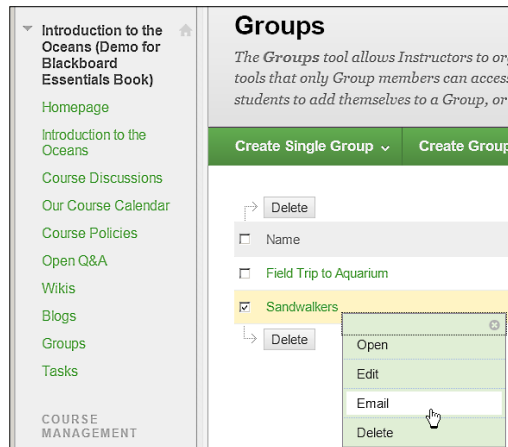 Introduction to the
Oceans (Demo for
Blackboard
Essentials Book)
Homepage
Introduction to the
Oceans
Course Discussions
Our Course Calendar
Course Policies
Open Q&A
Wikis
Blogs
Groups
Tasks
COURSE
MANAGEMENT
Groups
The Groups tool allows Instructors to or
tools that only Group members can acces
students to add themselves to a Group, or
Create Single Group
Create Group
Delete
Name
Field Trip to Aquarium
Sandwalkers
Delete
Open
Edit
Email
Delete